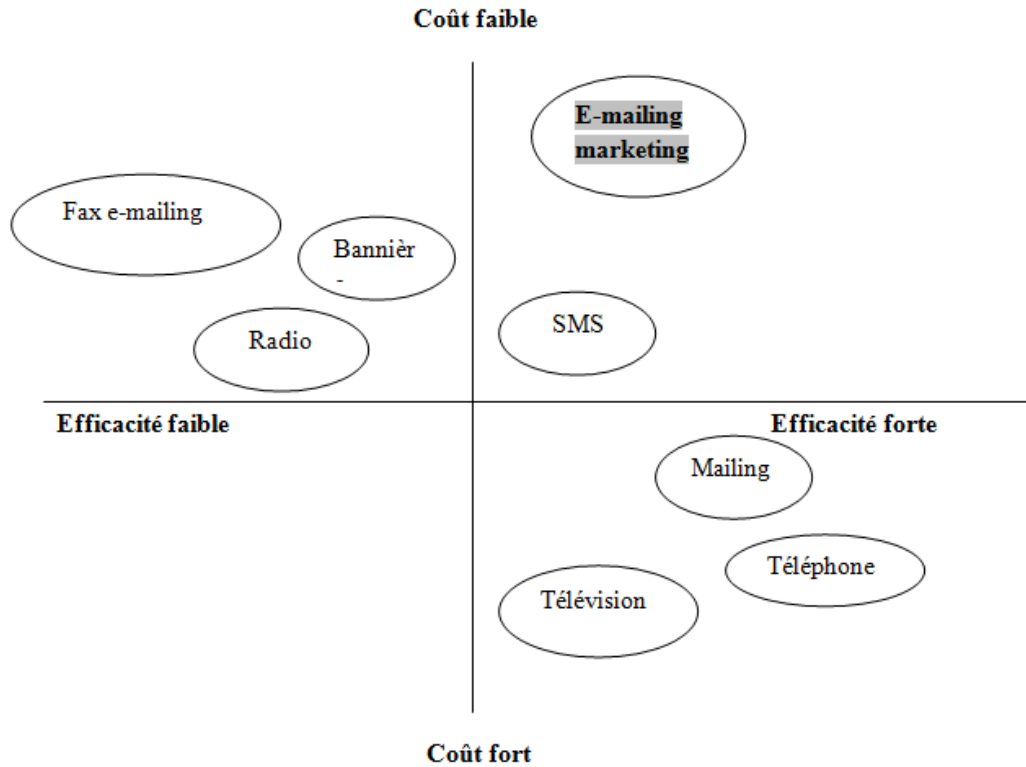 Coût faible
E-mailing
marketing
Fax e-mailing
Bannièr
Radio
SMS
Efficacité faible
Efficacité forte
Mailing
Téléphone
Télévision
Coût fort